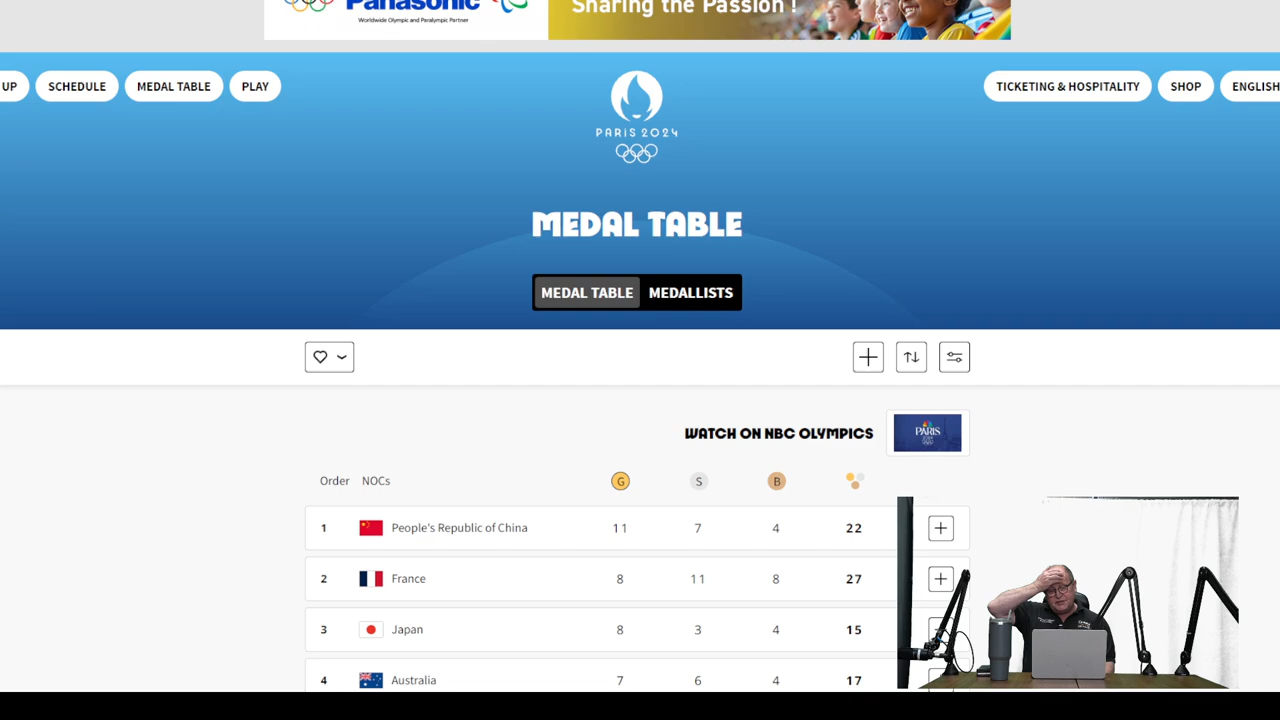 Panasonic
Sharing the Passion !
Worldwide Olympic and Paralympic Partner
UP
SCHEDULE
MEDAL TABLE
PLAY
PARIS 2024
TICKETING & HOSPITALITY
SHOP
ENGLISH
MEDAL TABLE
MEDAL TABLE
MEDALLISTS
WATCH ON NBC OLYMPICS
PARIS
Order NOCs G S B
1 People's Republic of China 11 7 4 22
2 France 8 11 8 27
3 Japan 8 3 4 15
4 Australia 7 6 4 17